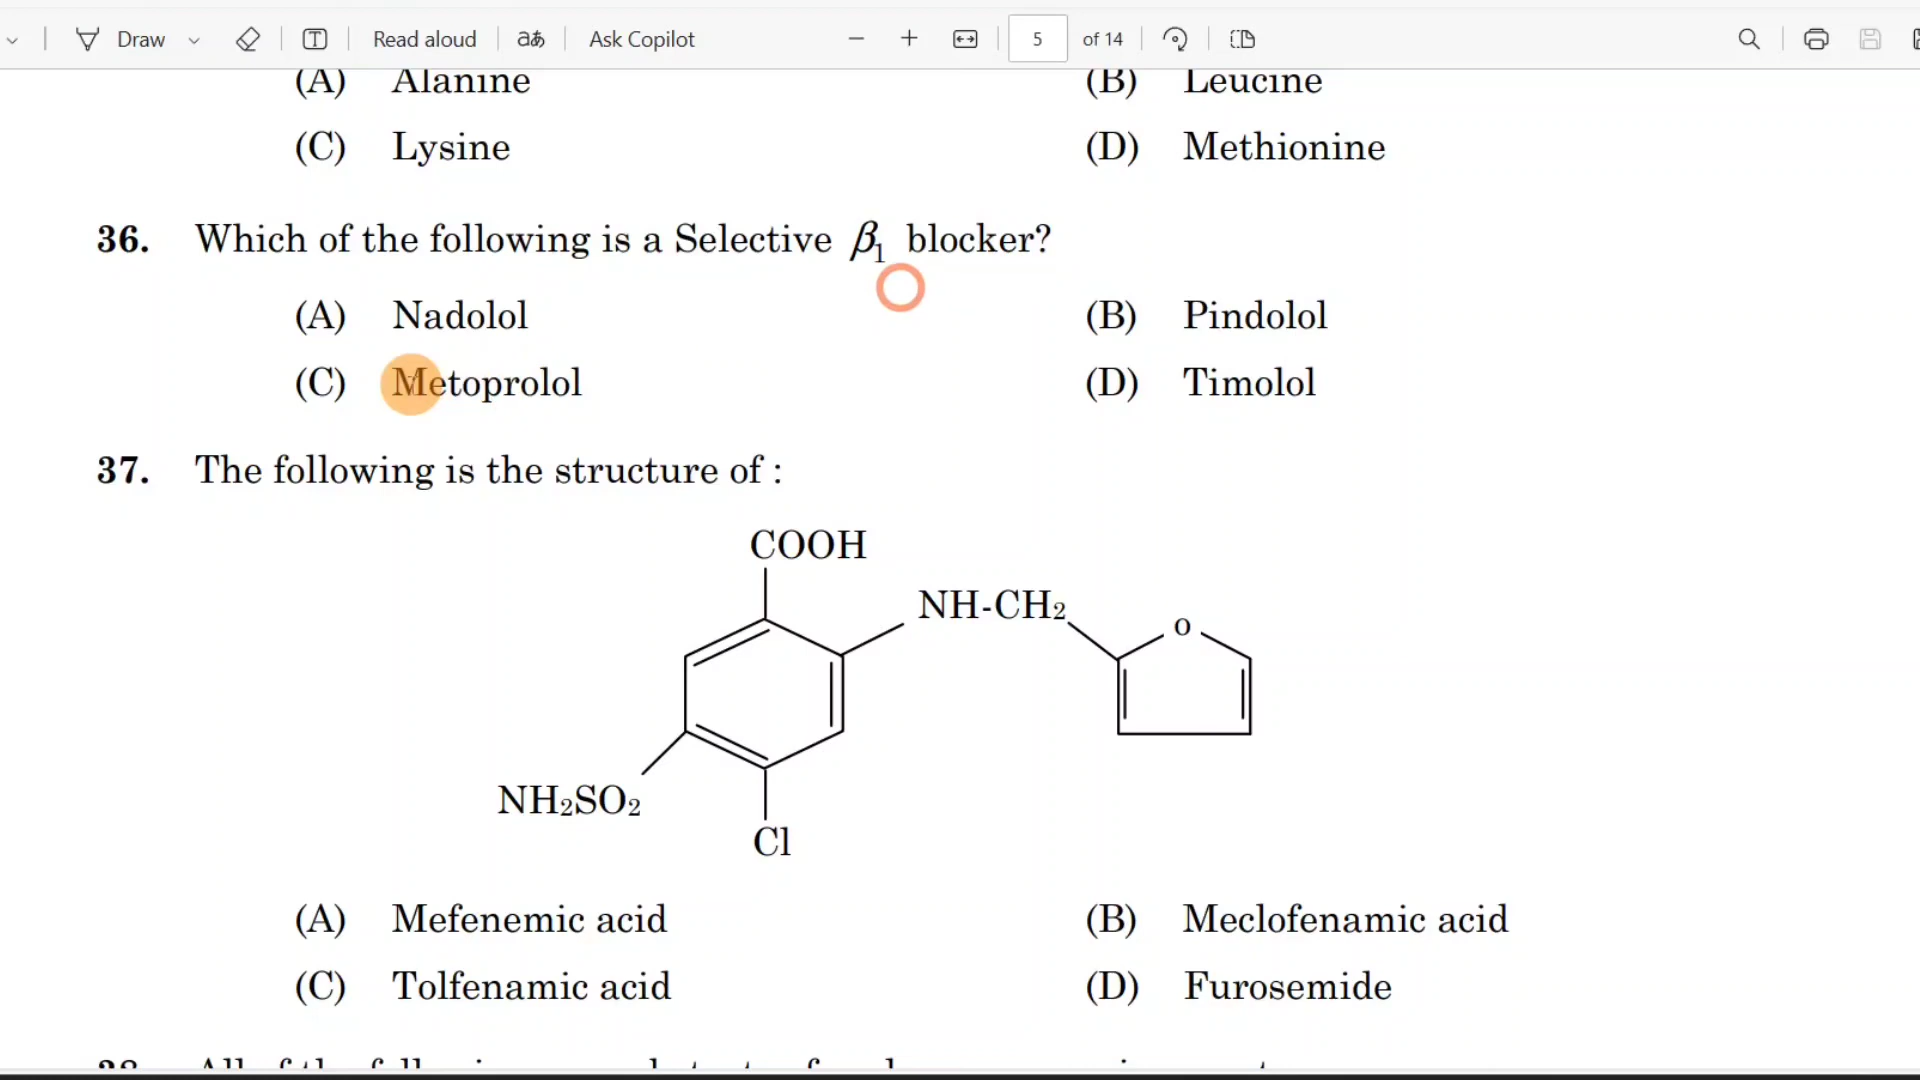 Draw Read aloud aあ Ask Copilot 5 of 14
(A) Alanine (B) Leucine
(C) Lysine (D) Methionine
36. Which of the following is a Selective β₁ blocker?
(A) Nadolol (B) Pindolol
(C) Metoprolol (D) Timolol
37. The following is the structure of :
COOH
NH-CH₂
o
NH₂SO₂
Cl
(A) Mefenemic acid (B) Meclofenamic acid
(C) Tolfenamic acid (D) Furosemide